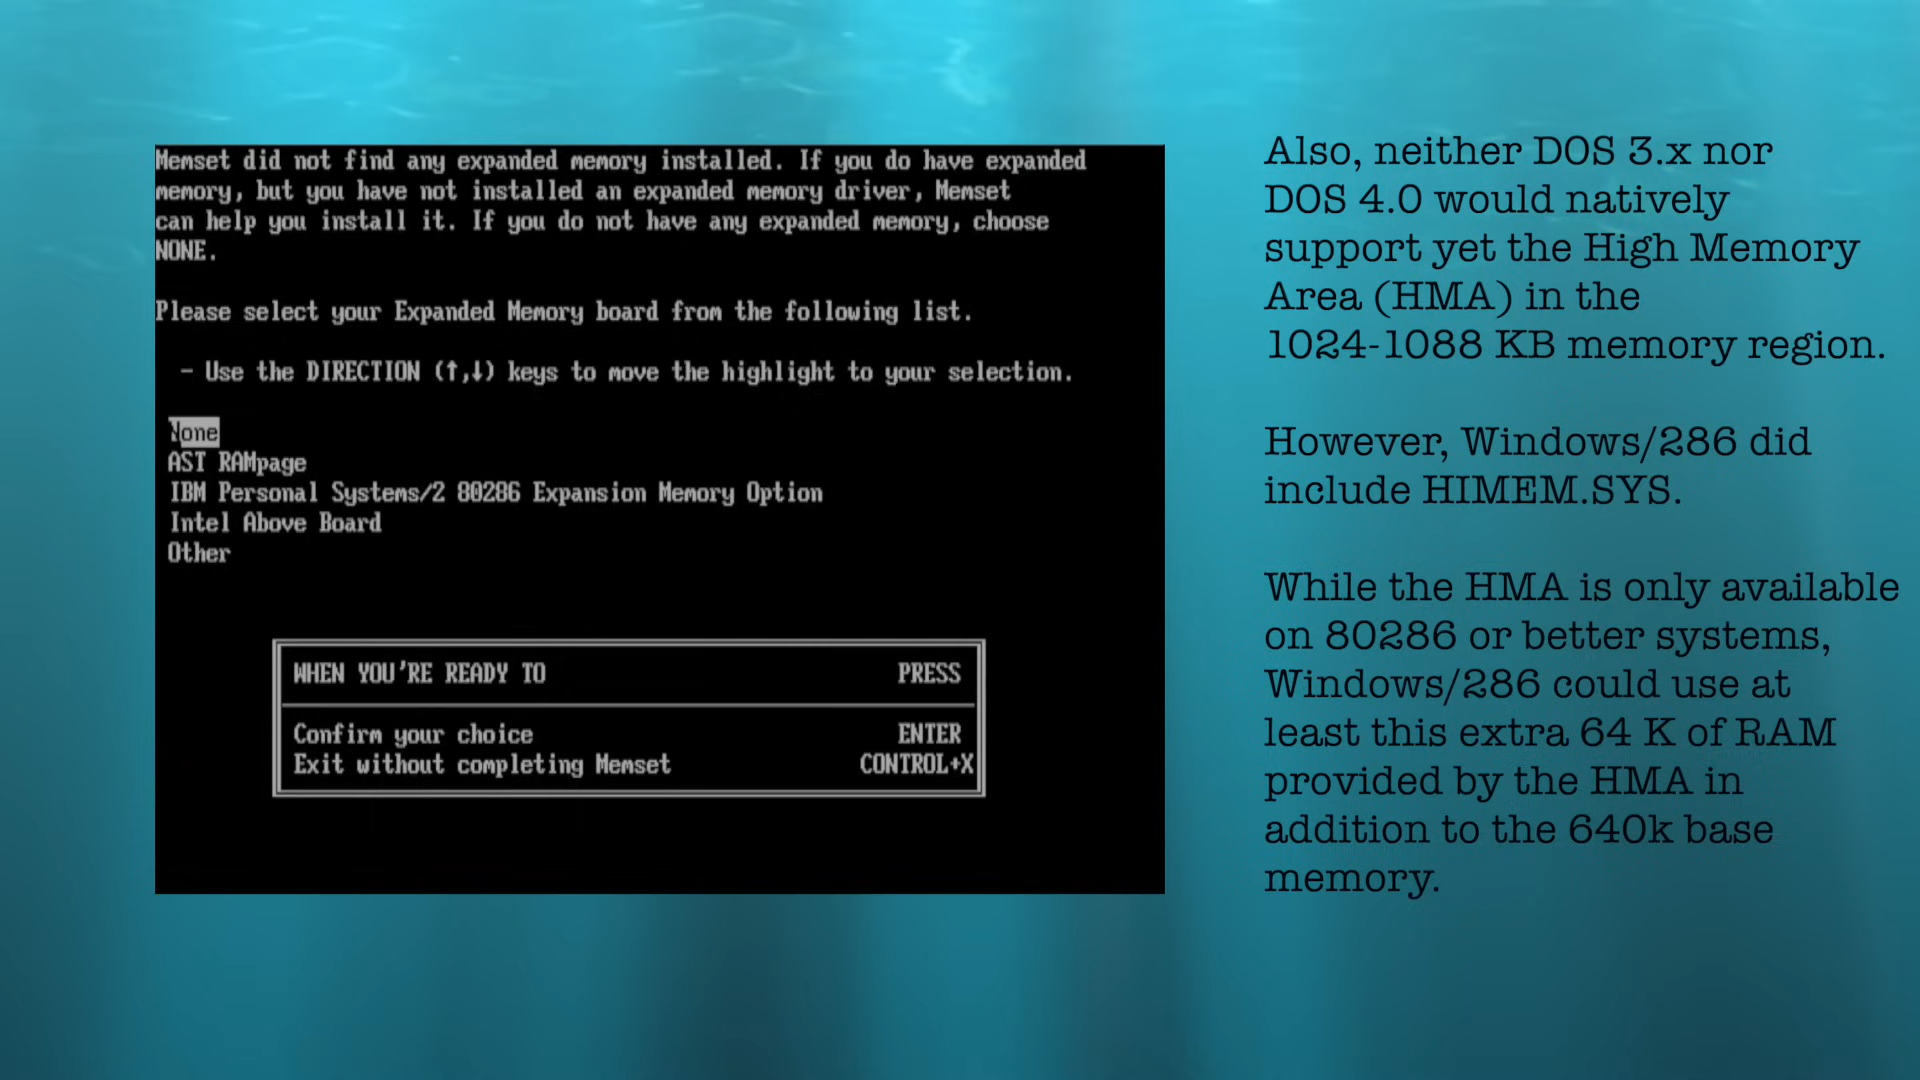 Memset did not find any expanded memory installed. If you do have expanded
memory, but you have not installed an expanded memory driver, Memset
can help you install it. If you do not have any expanded memory, choose
NONE.
Please select your Expanded Memory board from the following list.
- Use the DIRECTION (↑,↓) keys to move the highlight to your selection.
None
AST RAMpage
IBM Personal Systems/2 80286 Expansion Memory Option
Intel Above Board
Other
WHEN YOU'RE READY TO PRESS
Confirm your choice ENTER
Exit without completing Memset CONTROL+X
Also, neither DOS 3.x nor
DOS 4.0 would natively
support yet the High Memory
Area (HMA) in the
1024-1088 KB memory region.
However, Windows/286 did
include HIMEM.SYS.
While the HMA is only available
on 80286 or better systems,
Windows/286 could use at
least this extra 64 K of RAM
provided by the HMA in
addition to the 640k base
memory.